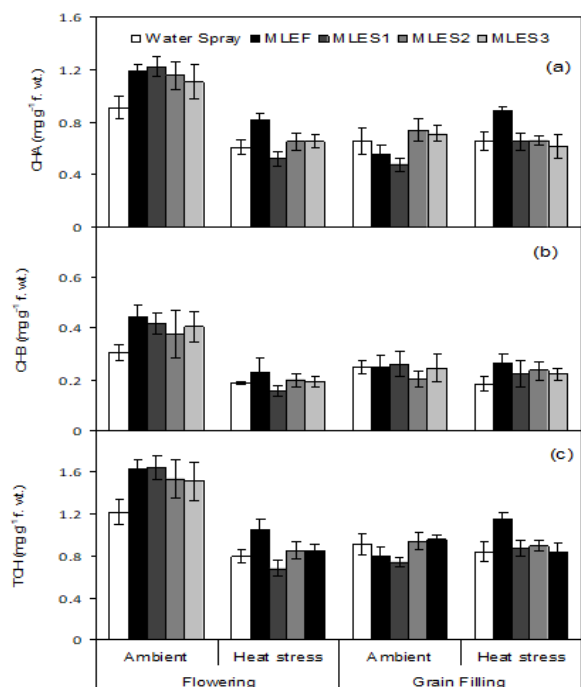 1.6
Water Spray MLEF MLES1 MLES2 MLES3
(a)
1.2
0.8
0.4
0
CHA (mg g⁻¹ f. wt.)
0.6
(b)
0.4
0.2
0
CHB (mg g⁻¹ f. wt.)
1.6
(c)
1.2
0.8
0.4
0
TCH (mg g⁻¹ f. wt.)
Ambient Heat stress Ambient Heat stress
Flowering Grain Filling